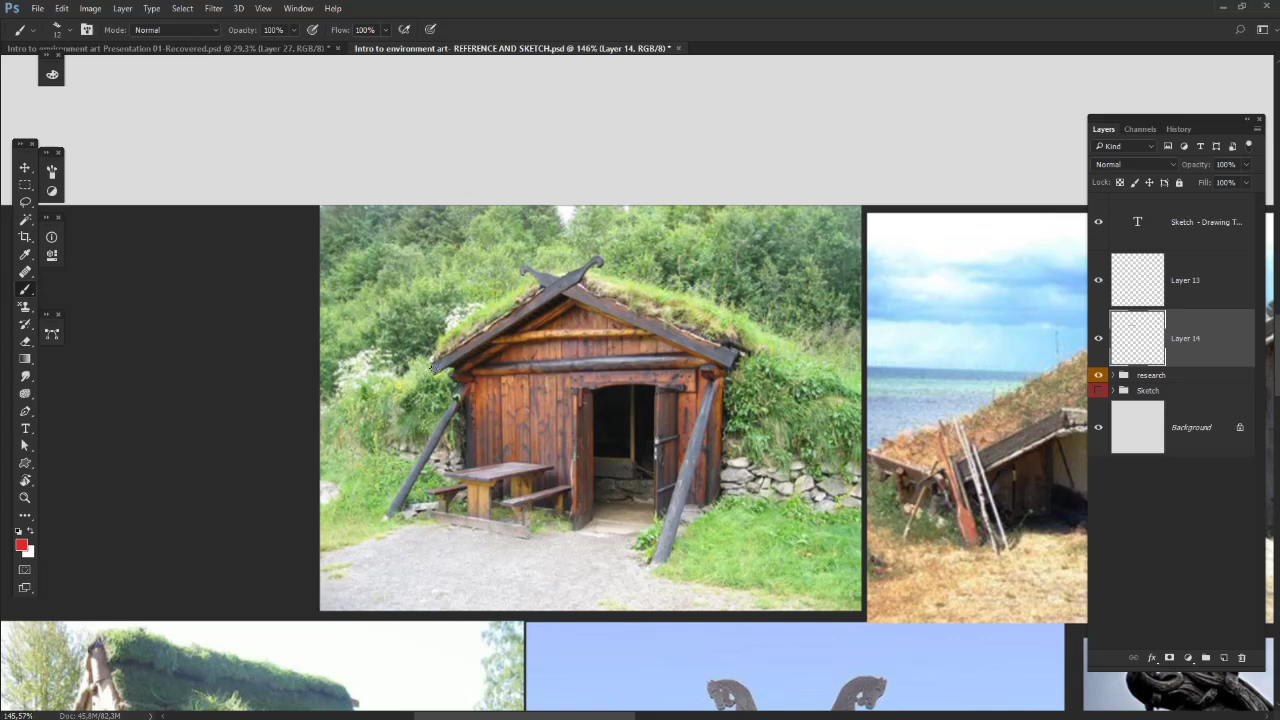 Ps File Edit Image Layer Type Select Filter 3D View Window Help
12 Mode: Normal Opacity: 100% Flow: 100%
Intro to environment art Presentation 01-Recovered.psd @ 29,3% (Layer 27, RGB/8) * × Intro to environment art- REFERENCE AND SKETCH.psd @ 146% (Layer 14, RGB/8) * ×
Layers Channels History
Kind
Normal Opacity: 100%
Lock: Fill: 100%
T Sketch - Drawing T...
Layer 13
Layer 14
research
Sketch
Background
145,57% Doc: 45,8M/82,3M